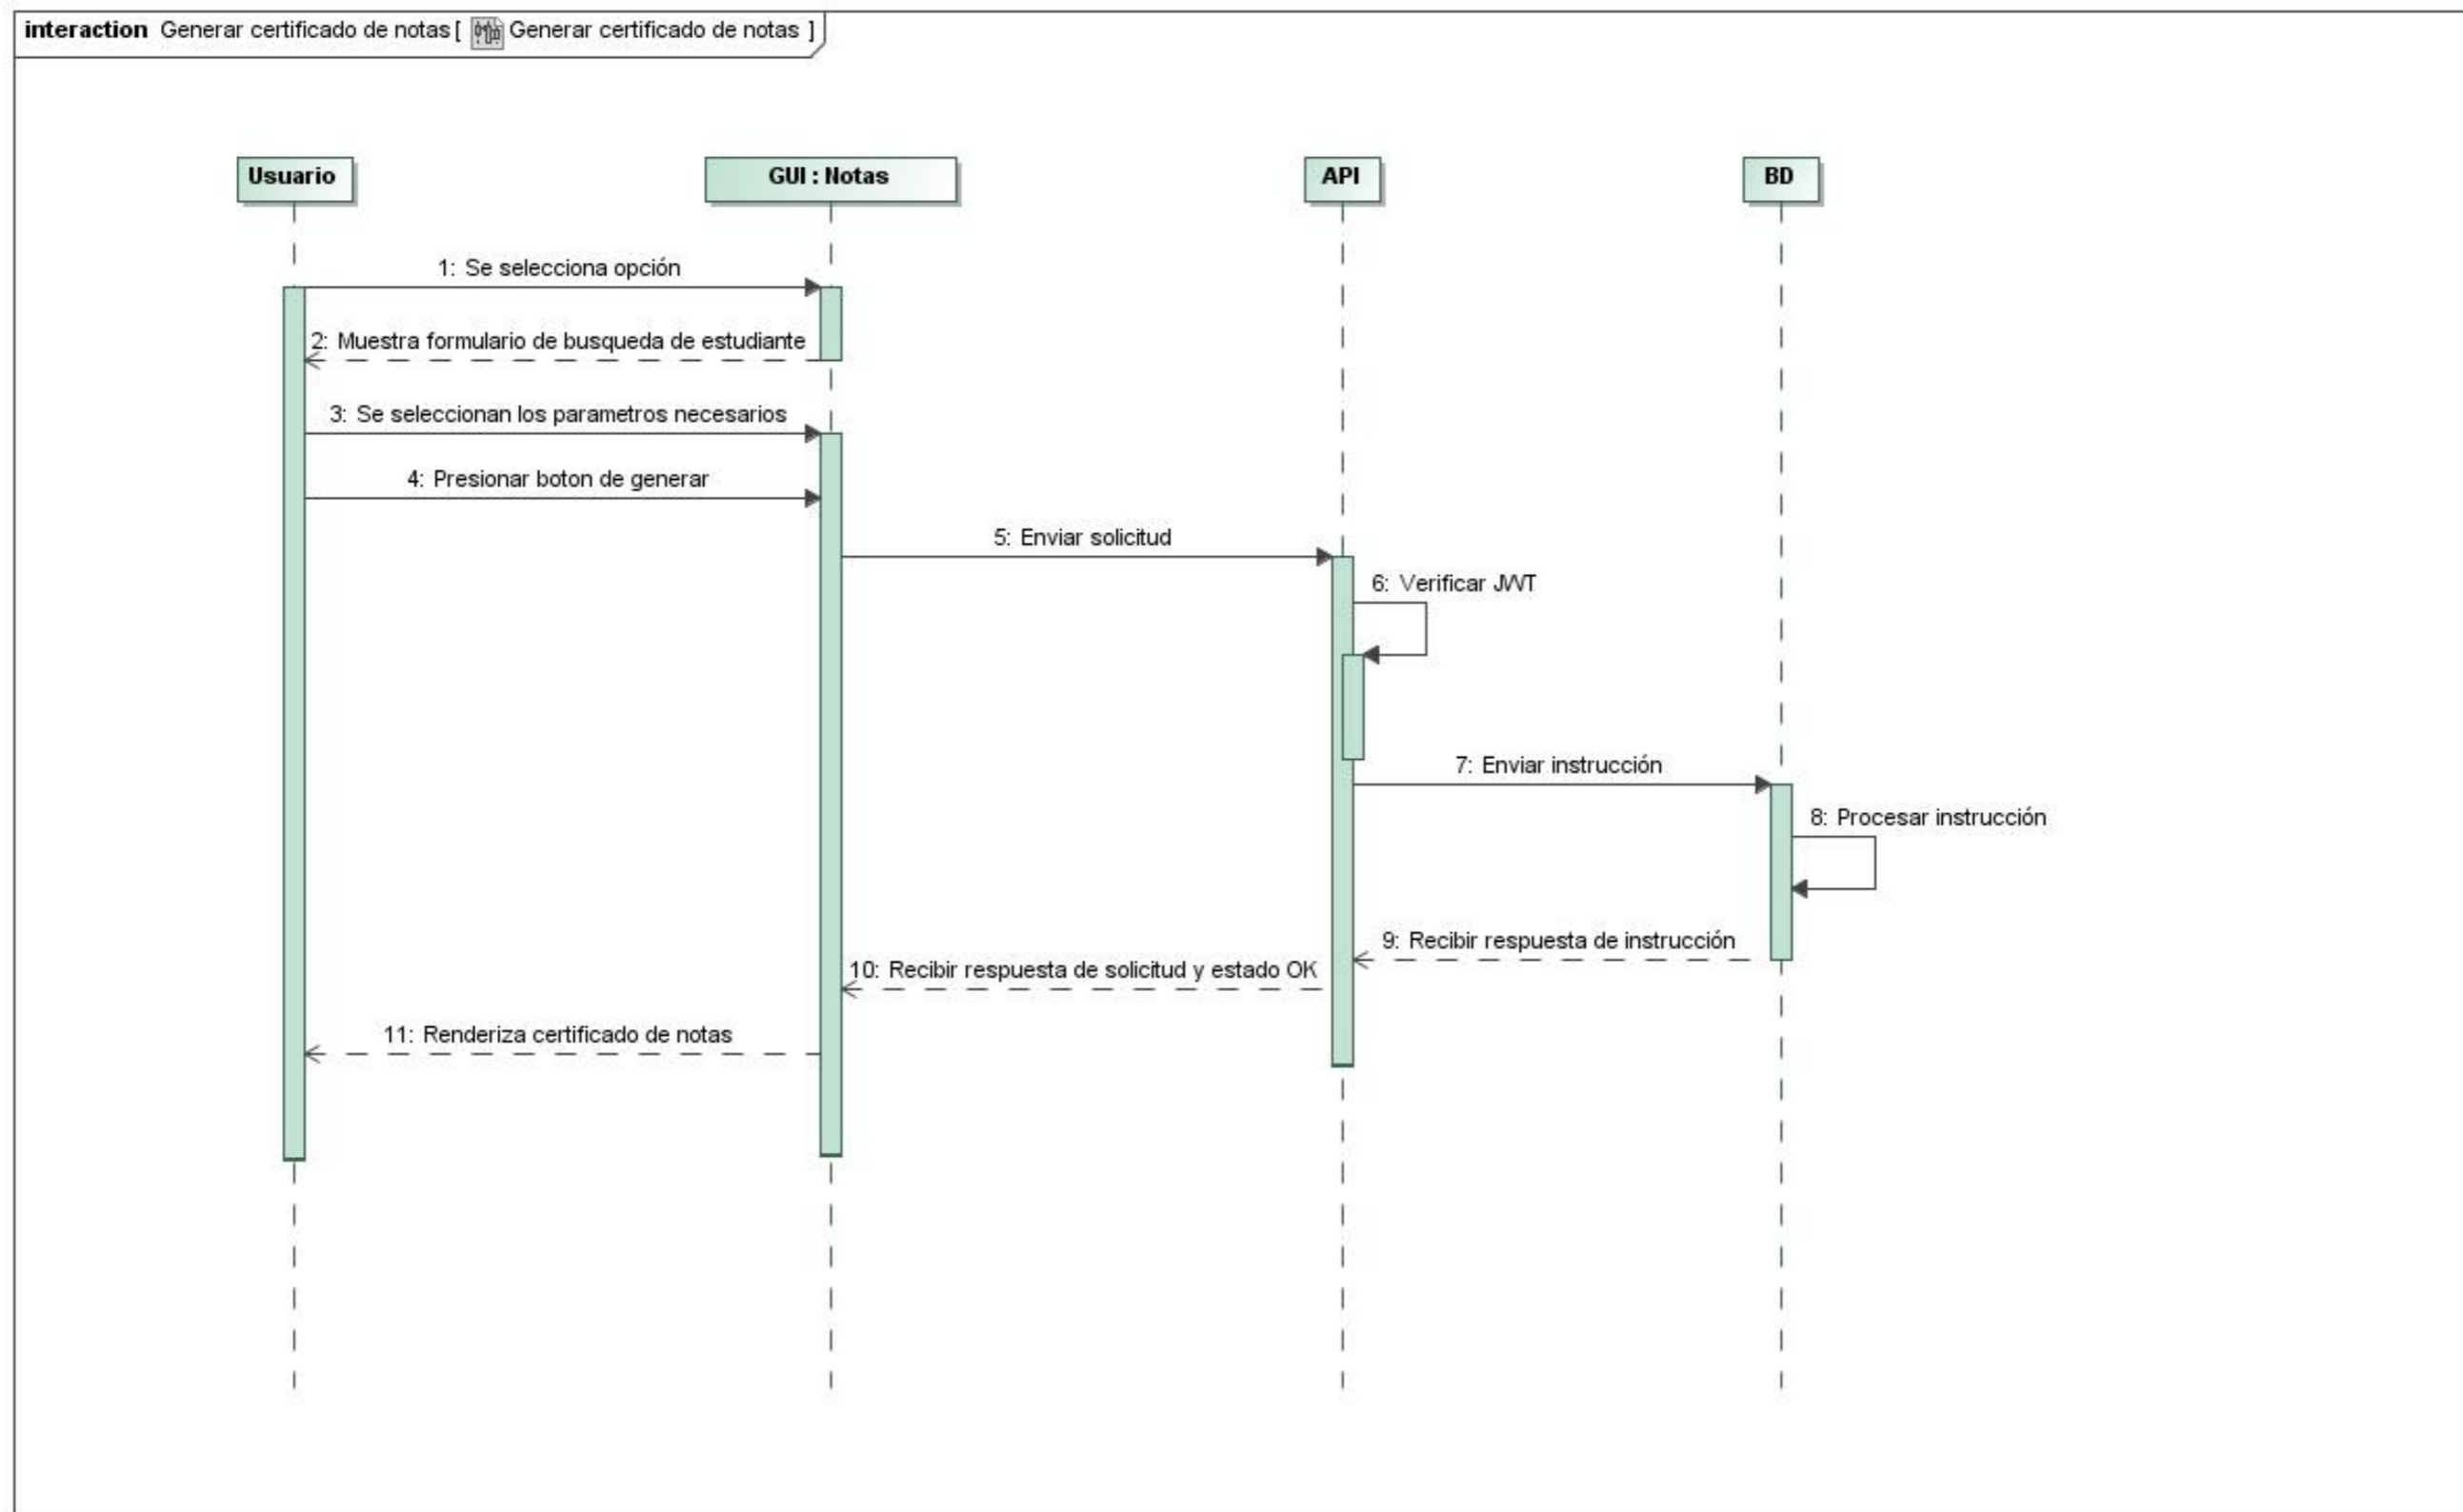 interaction Generar certificado de notas [ Generar certificado de notas ]
Usuario
GUI : Notas
API
BD
1: Se selecciona opción
2: Muestra formulario de busqueda de estudiante
3: Se seleccionan los parametros necesarios
4: Presionar boton de generar
5: Enviar solicitud
6: Verificar JWT
7: Enviar instrucción
8: Procesar instrucción
9: Recibir respuesta de instrucción
10: Recibir respuesta de solicitud y estado OK
11: Renderiza certificado de notas